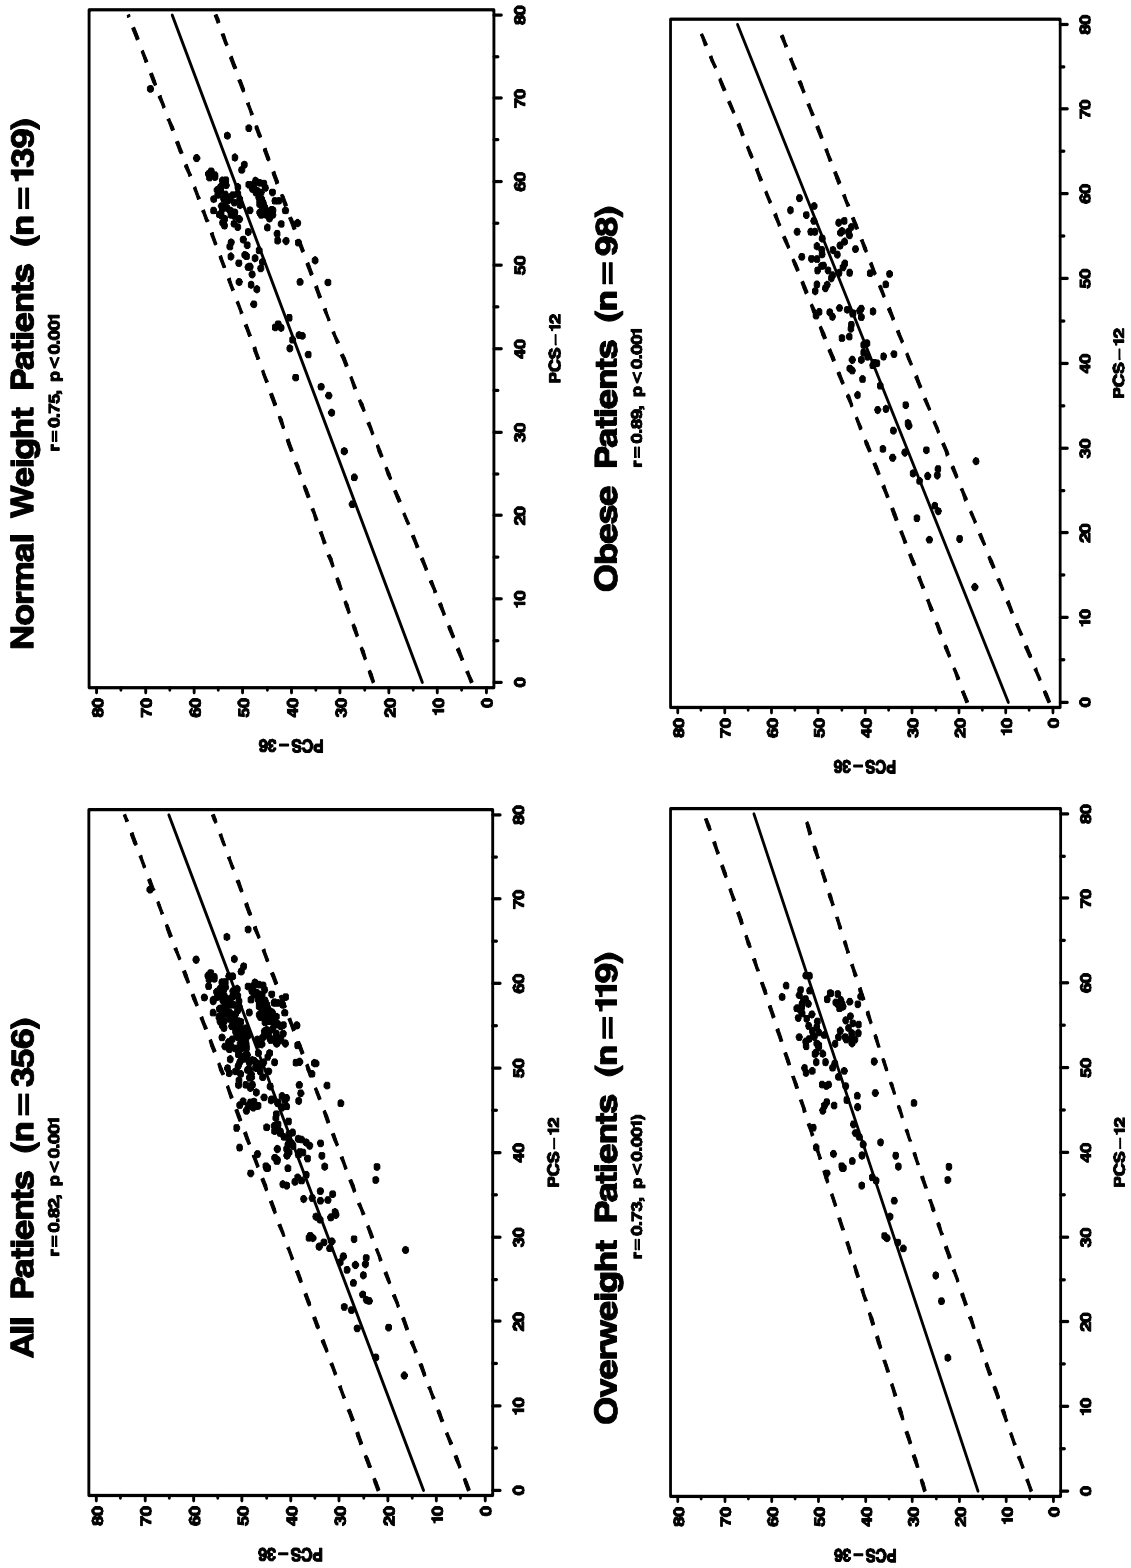 All Patients (n=356)
r=0.82, p<0.001
PCS-36
80
70
60
50
40
30
20
10
0
0 10 20 30 40 50 60 70 80
PCS-12
Normal Weight Patients (n=139)
r=0.75, p<0.001
PCS-36
80
70
60
50
40
30
20
10
0
0 10 20 30 40 50 60 70 80
PCS-12
Overweight Patients (n=119)
r=0.73, p<0.001)
PCS-36
80
70
60
50
40
30
20
10
0
0 10 20 30 40 50 60 70 80
PCS-12
Obese Patients (n=98)
r=0.89, p<0.001
PCS-36
80
70
60
50
40
30
20
10
0
0 10 20 30 40 50 60 70 80
PCS-12